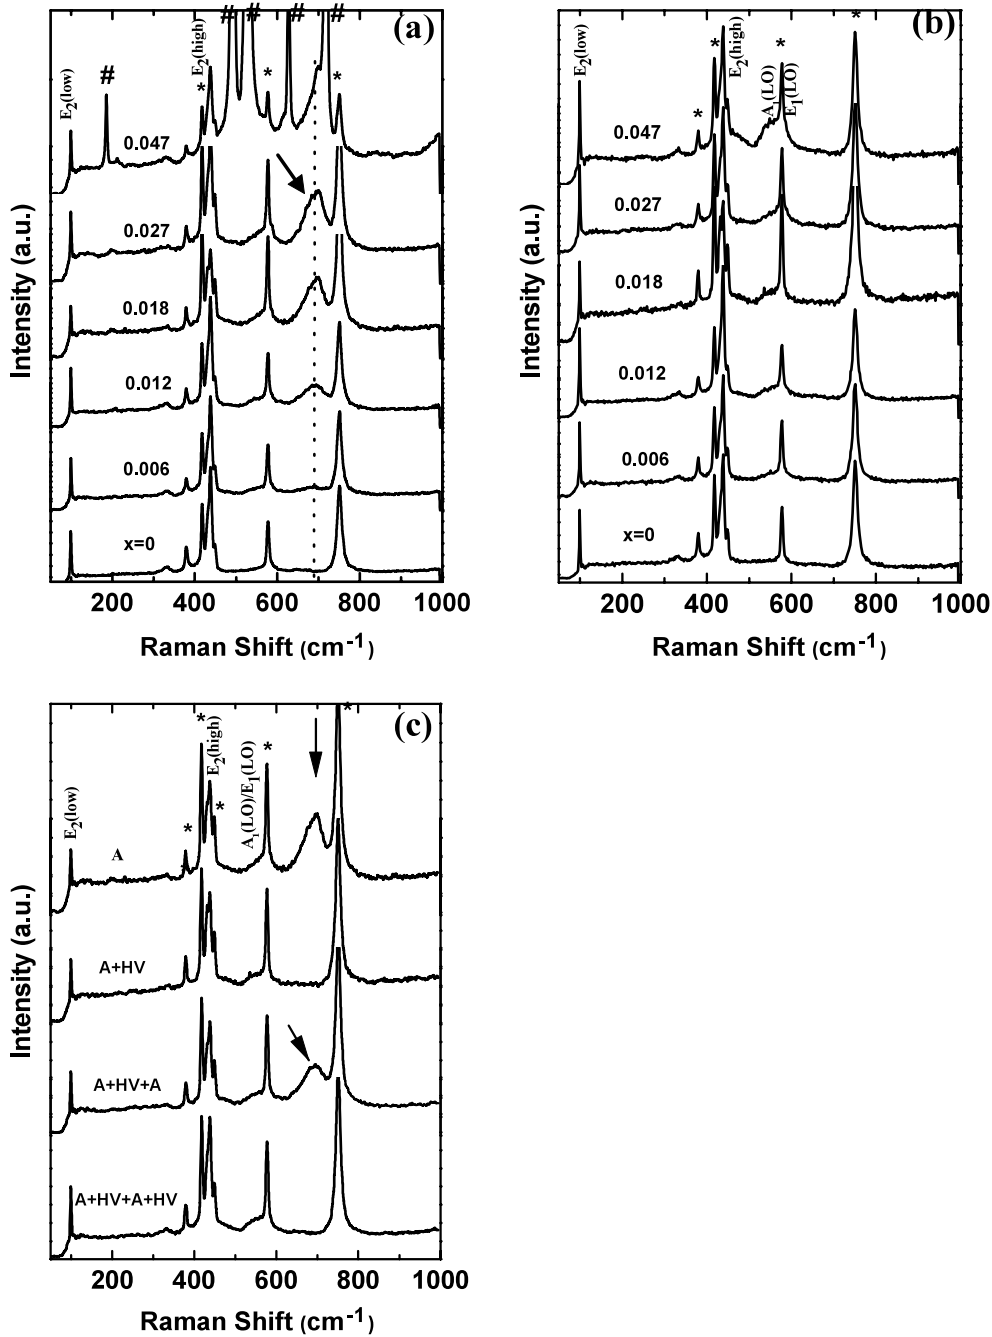 # # # # (a)
E2(low) # * E2(high) * *
0.047
0.027
0.018
0.012
0.006
x=0
Intensity (a.u.)
200 400 600 800 1000
Raman Shift (cm-1)
* (b)
E2(low) * * E2(high) A1(LO) * E1(LO)
0.047
0.027
0.018
0.012
0.006
x=0
Intensity (a.u.)
200 400 600 800 1000
Raman Shift (cm-1)
* (c)
E2(low) * * E2(high) * A1(LO)/E1(LO) *
A
A+HV
A+HV+A
A+HV+A+HV
Intensity (a.u.)
200 400 600 800 1000
Raman Shift (cm-1)